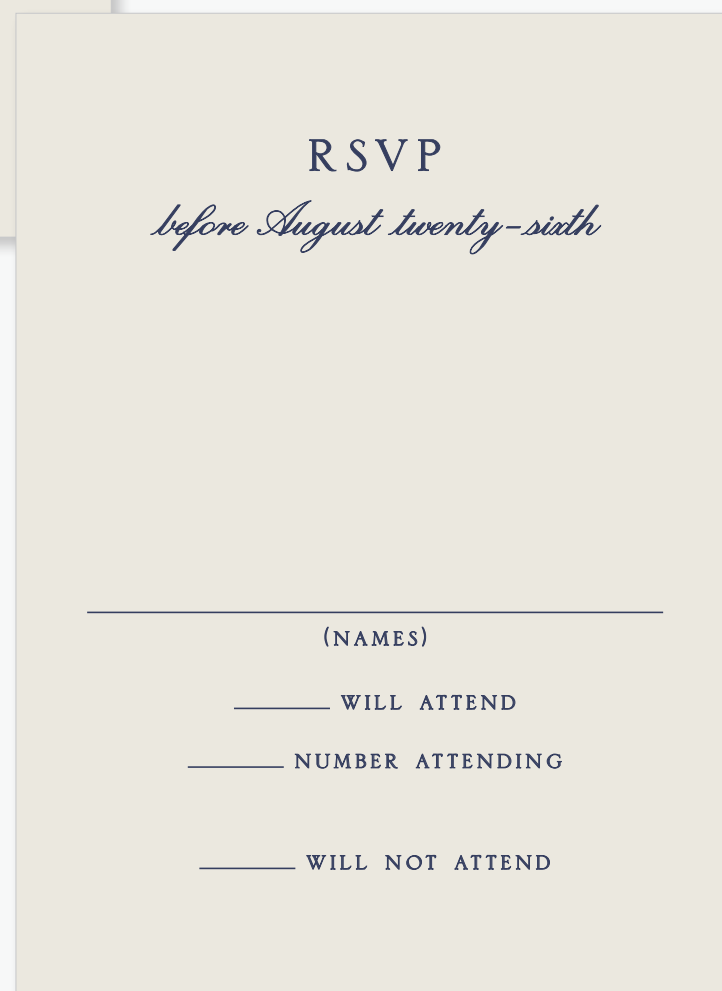 RSVP
before August twenty-sixth
(NAMES)
WILL ATTEND
NUMBER ATTENDING
WILL NOT ATTEND